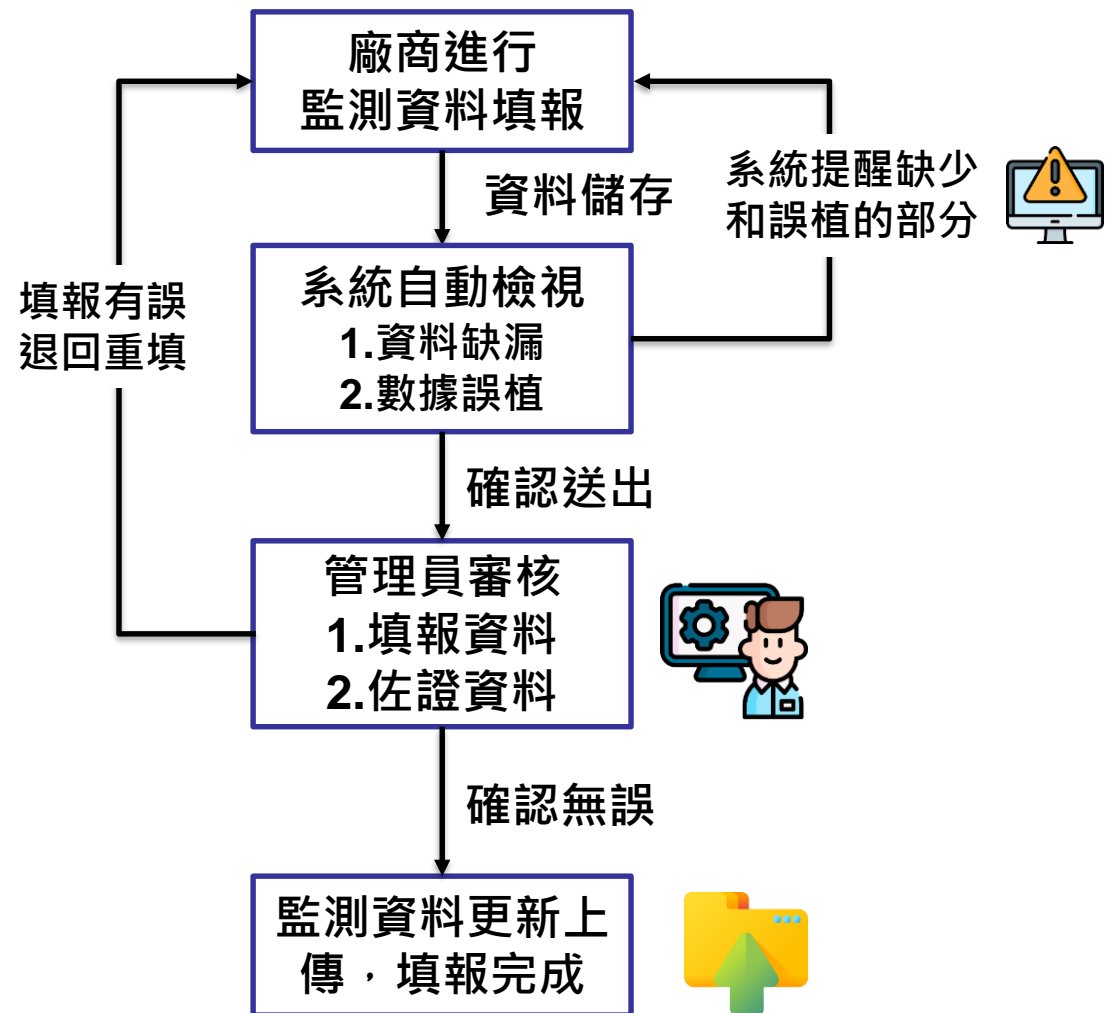 廠商進行
監測資料填報
資料儲存
系統提醒缺少
和誤植的部分
系統自動檢視
1.資料缺漏
2.數據誤植
填報有誤
退回重填
確認送出
管理員審核
1.填報資料
2.佐證資料
確認無誤
監測資料更新上
傳，填報完成